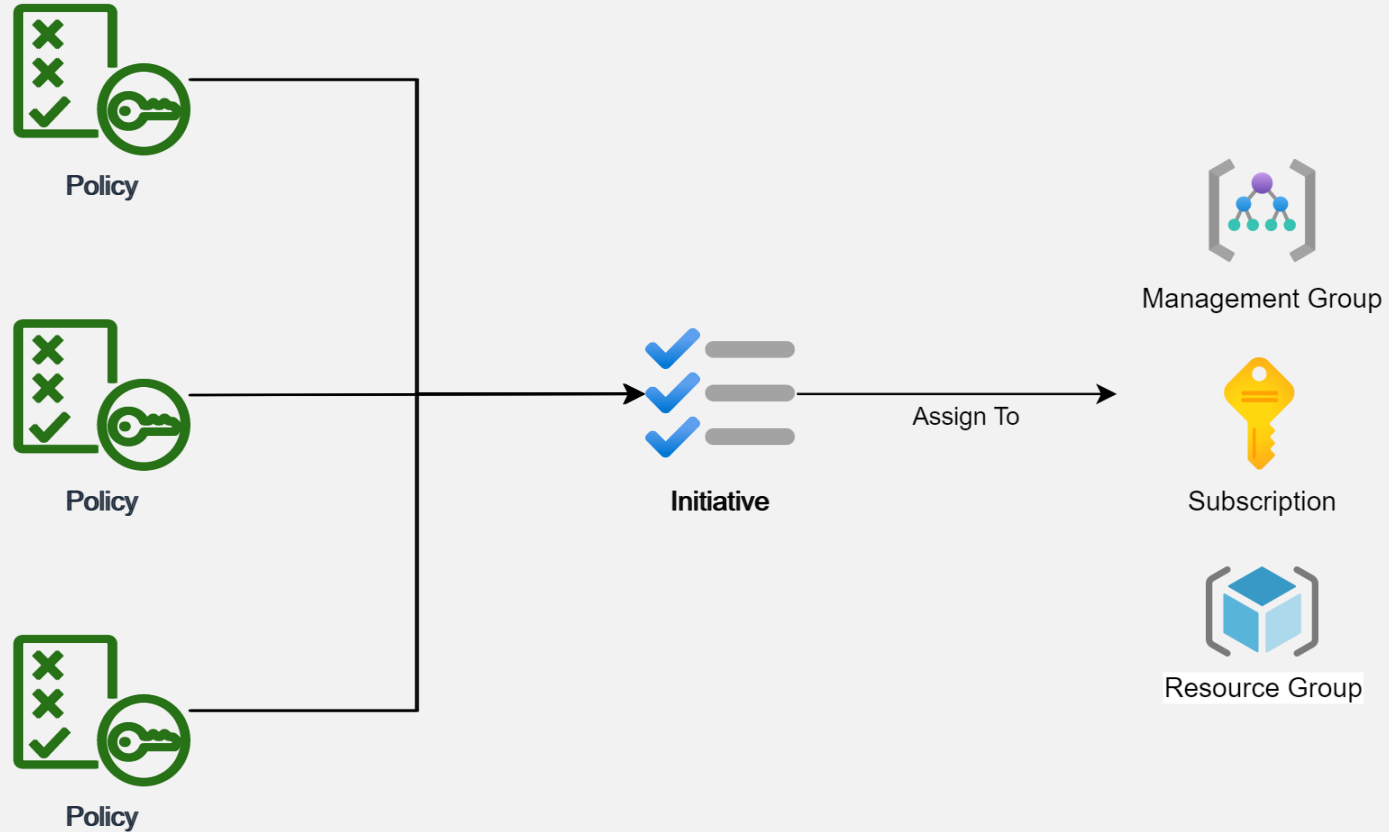 Policy
Management Group
Policy
Initiative
Assign To
Subscription
Resource Group
Policy